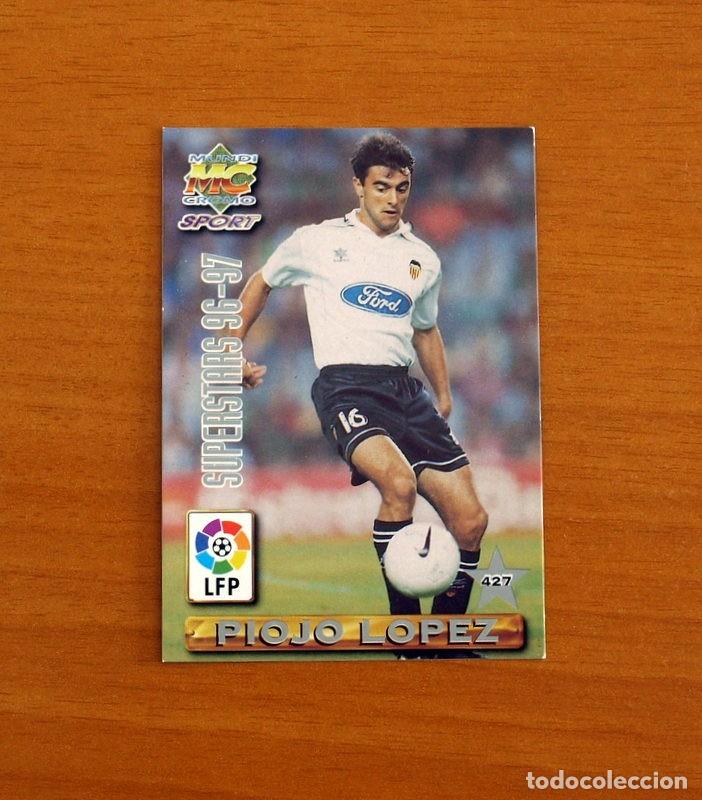 MUNDI
MC
CROMO
SPORT
SUPERSTARS 96-97
Ford
16
LFP
427
PIOJO LOPEZ
todocoleccion